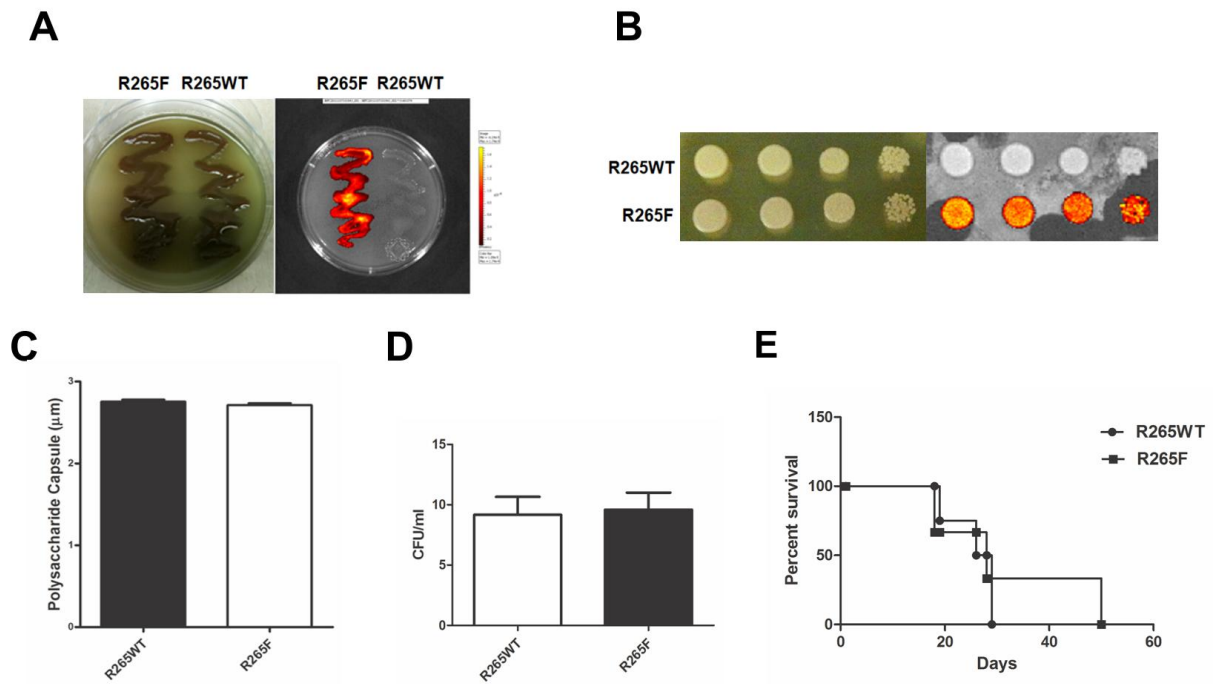 A
B
R265F R265WT
R265F R265WT
R265WT
R265F
C
D
E
Polysaccharide Capsule (μm)
3
2
1
0
R265WT
R265F
CFU/ml
15
10
5
0
R265WT
R265F
Percent survival
150
100
50
0
0
20
40
60
Days
R265WT
R265F